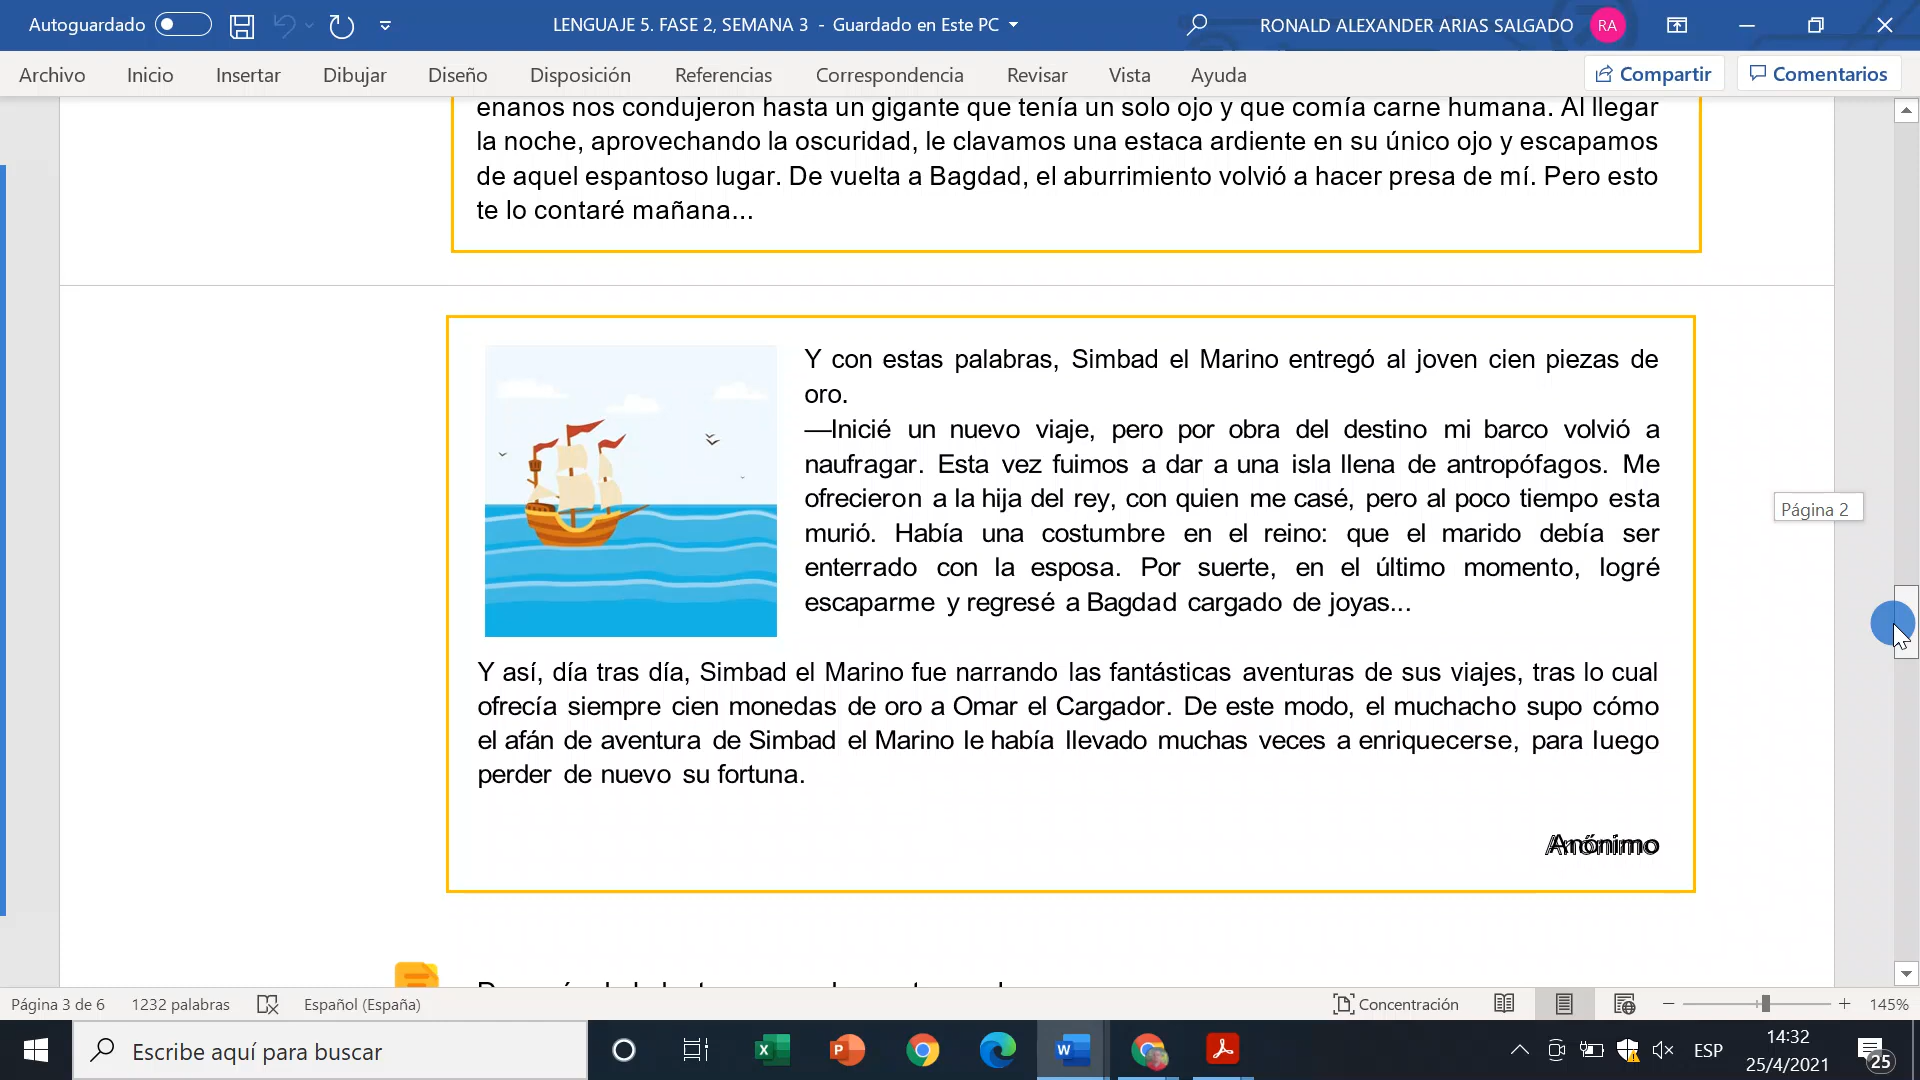 Autoguardado
LENGUAJE 5. FASE 2, SEMANA 3 - Guardado en Este PC
RONALD ALEXANDER ARIAS SALGADO
RA
Archivo Inicio Insertar Dibujar Diseño Disposición Referencias Correspondencia Revisar Vista Ayuda
Compartir Comentarios
enanos nos condujeron hasta un gigante que tenía un solo ojo y que comía carne humana. Al llegar
la noche, aprovechando la oscuridad, le clavamos una estaca ardiente en su único ojo y escapamos
de aquel espantoso lugar. De vuelta a Bagdad, el aburrimiento volvió a hacer presa de mí. Pero esto
te lo contaré mañana...
Y con estas palabras, Simbad el Marino entregó al joven cien piezas de
oro.
—Inicié un nuevo viaje, pero por obra del destino mi barco volvió a
naufragar. Esta vez fuimos a dar a una isla llena de antropófagos. Me
ofrecieron a la hija del rey, con quien me casé, pero al poco tiempo esta
murió. Había una costumbre en el reino: que el marido debía ser
enterrado con la esposa. Por suerte, en el último momento, logré
escaparme y regresé a Bagdad cargado de joyas...
Página 2
Y así, día tras día, Simbad el Marino fue narrando las fantásticas aventuras de sus viajes, tras lo cual
ofrecía siempre cien monedas de oro a Omar el Cargador. De este modo, el muchacho supo cómo
el afán de aventura de Simbad el Marino le había llevado muchas veces a enriquecerse, para luego
perder de nuevo su fortuna.
Anónimo
Página 3 de 6 1232 palabras Español (España) Concentración 145%
Escribe aquí para buscar
ESP
14:32
25/4/2021
25